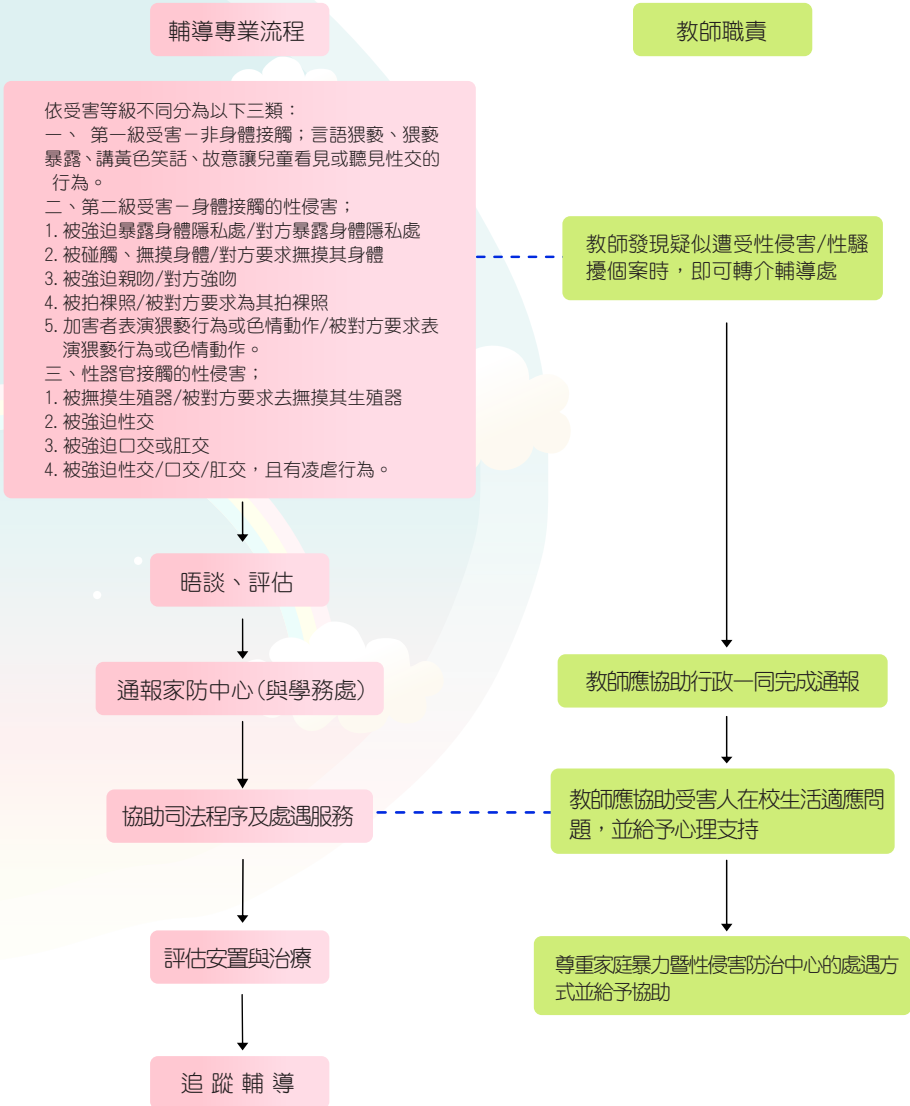 輔導專業流程
依受害等級不同分為以下三類：
一、 第一級受害－非身體接觸；言語猥褻、猥褻
暴露、講黃色笑話、故意讓兒童看見或聽見性交的
行為。
二、第二級受害－身體接觸的性侵害；
1.被強迫暴露身體隱私處/對方暴露身體隱私處
2.被碰觸、撫摸身體/對方要求撫摸其身體
3.被強迫親吻/對方強吻
4.被拍裸照/被對方要求為其拍裸照
5.加害者表演猥褻行為或色情動作/被對方要求表
演猥褻行為或色情動作。
三、性器官接觸的性侵害；
1.被撫摸生殖器/被對方要求去撫摸其生殖器
2.被強迫性交
3.被強迫口交或肛交
4.被強迫性交/口交/肛交，且有凌虐行為。
晤談、評估
通報家防中心(與學務處)
協助司法程序及處遇服務
評估安置與治療
追 蹤 輔 導
教師職責
教師發現疑似遭受性侵害/性騷
擾個案時，即可轉介輔導處
教師應協助行政一同完成通報
教師應協助受害人在校生活適應問
題，並給予心理支持
尊重家庭暴力暨性侵害防治中心的處遇方
式並給予協助